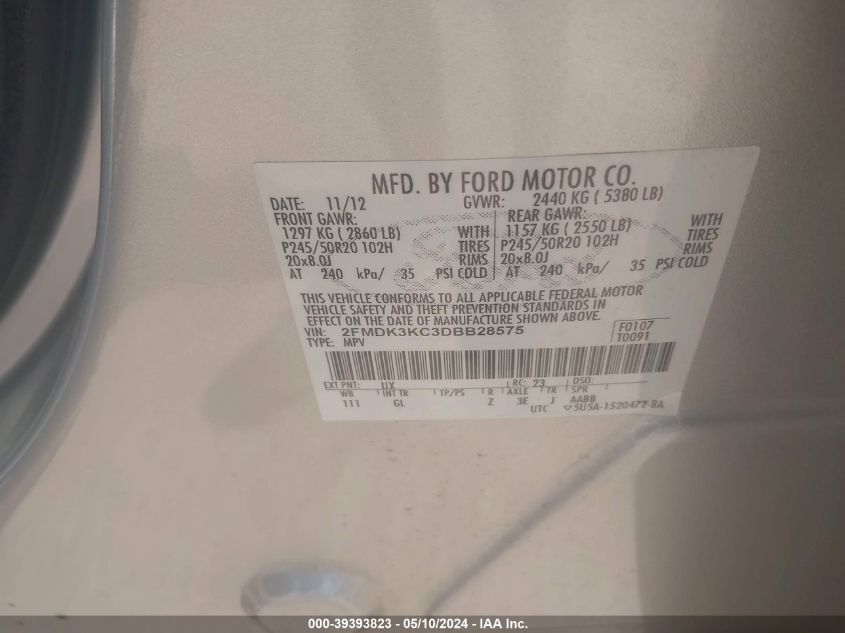 MFD. BY FORD MOTOR CO.
DATE: 11/12 GVWR: 2440 KG ( 5380 LB)
FRONT GAWR: REAR GAWR:
1297 KG ( 2860 LB) WITH 1157 KG ( 2550 LB) WITH
P245/50R20 102H TIRES P245/50R20 102H TIRES
20x8.0J RIMS 20x8.0J RIMS
AT 240 kPa/ 35 PSI COLD AT 240 kPa/ 35 PSI COLD
THIS VEHICLE CONFORMS TO ALL APPLICABLE FEDERAL MOTOR
VEHICLE SAFETY AND THEFT PREVENTION STANDARDS IN
EFFECT ON THE DATE OF MANUFACTURE SHOWN ABOVE.
VIN: 2FMDK3KC3DBB28575 F0107
TYPE: MPV T0091
EXT PNT: UX RC: 23 DSO:
WB INT TR TP/PS R AXLE TR SPR
111 GL Z 3E J AABB
UTC 5U5A-1520472-BA
000-39393823 - 05/10/2024 - IAA Inc.